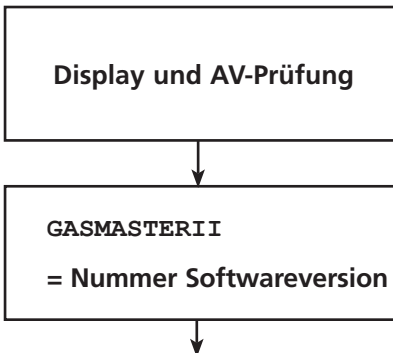 Display und AV-Prüfung
GASMASTERII
= Nummer Softwareversion